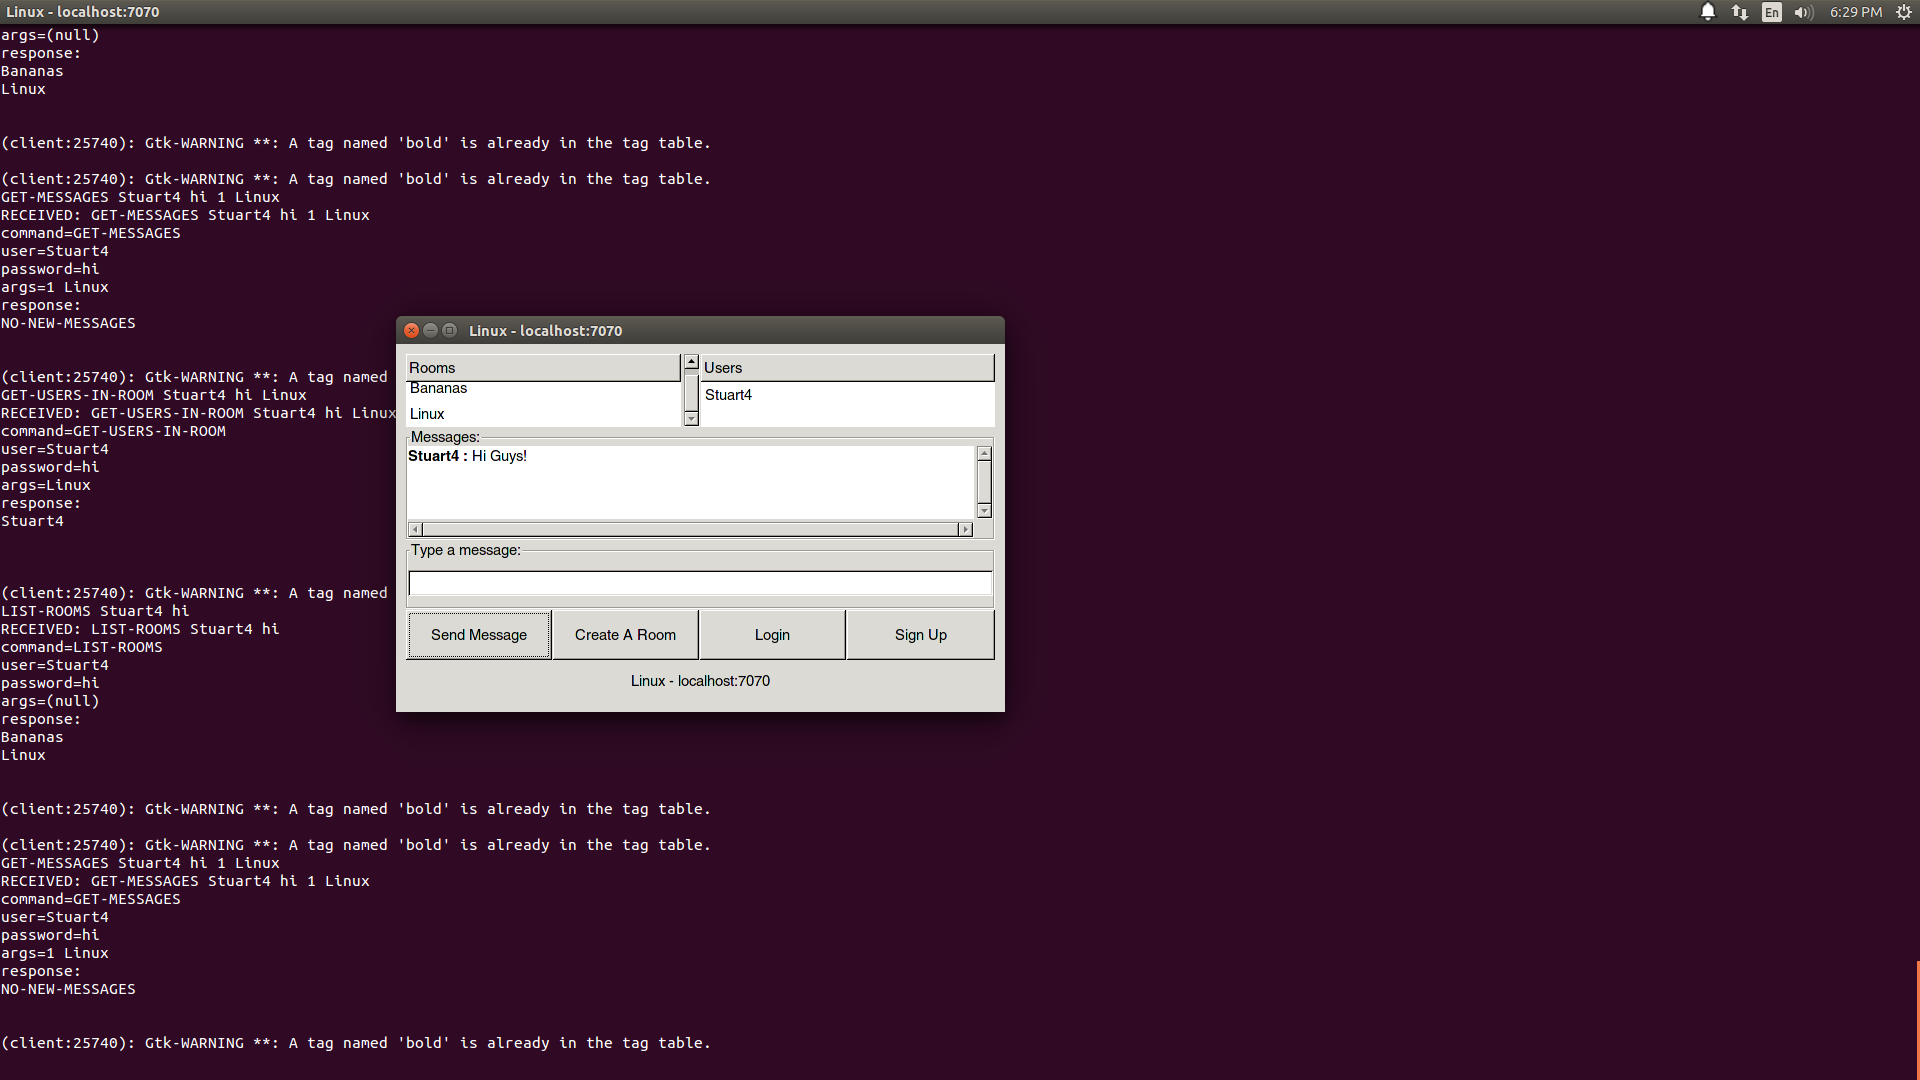 Linux - localhost:7070
En
6:29 PM
args=(null)
response:
Bananas
Linux
(client:25740): Gtk-WARNING **: A tag named 'bold' is already in the tag table.
(client:25740): Gtk-WARNING **: A tag named 'bold' is already in the tag table.
GET-MESSAGES Stuart4 hi 1 Linux
RECEIVED: GET-MESSAGES Stuart4 hi 1 Linux
command=GET-MESSAGES
user=Stuart4
password=hi
args=1 Linux
response:
NO-NEW-MESSAGES
(client:25740): Gtk-WARNING **: A tag named
GET-USERS-IN-ROOM Stuart4 hi Linux
RECEIVED: GET-USERS-IN-ROOM Stuart4 hi Linux
command=GET-USERS-IN-ROOM
user=Stuart4
password=hi
args=Linux
response:
Stuart4
(client:25740): Gtk-WARNING **: A tag named
LIST-ROOMS Stuart4 hi
RECEIVED: LIST-ROOMS Stuart4 hi
command=LIST-ROOMS
user=Stuart4
password=hi
args=(null)
response:
Bananas
Linux
(client:25740): Gtk-WARNING **: A tag named 'bold' is already in the tag table.
(client:25740): Gtk-WARNING **: A tag named 'bold' is already in the tag table.
GET-MESSAGES Stuart4 hi 1 Linux
RECEIVED: GET-MESSAGES Stuart4 hi 1 Linux
command=GET-MESSAGES
user=Stuart4
password=hi
args=1 Linux
response:
NO-NEW-MESSAGES
(client:25740): Gtk-WARNING **: A tag named 'bold' is already in the tag table.
Linux - localhost:7070
Rooms
Bananas
Linux
Users
Stuart4
Messages:
Stuart4 : Hi Guys!
Type a message:
Send Message
Create A Room
Login
Sign Up
Linux - localhost:7070